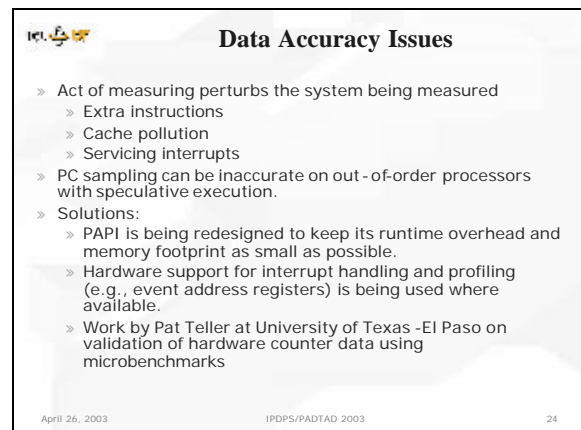 Data Accuracy Issues
» Act of measuring perturbs the system being measured
» Extra instructions
» Cache pollution
» Servicing interrupts
» PC sampling can be inaccurate on out-of-order processors
with speculative execution.
» Solutions:
» PAPI is being redesigned to keep its runtime overhead and
memory footprint as small as possible.
» Hardware support for interrupt handling and profiling
(e.g., event address registers) is being used where
available.
» Work by Pat Teller at University of Texas -El Paso on
validation of hardware counter data using
microbenchmarks
April 26, 2003 IPDPS/PADTAD 2003 24